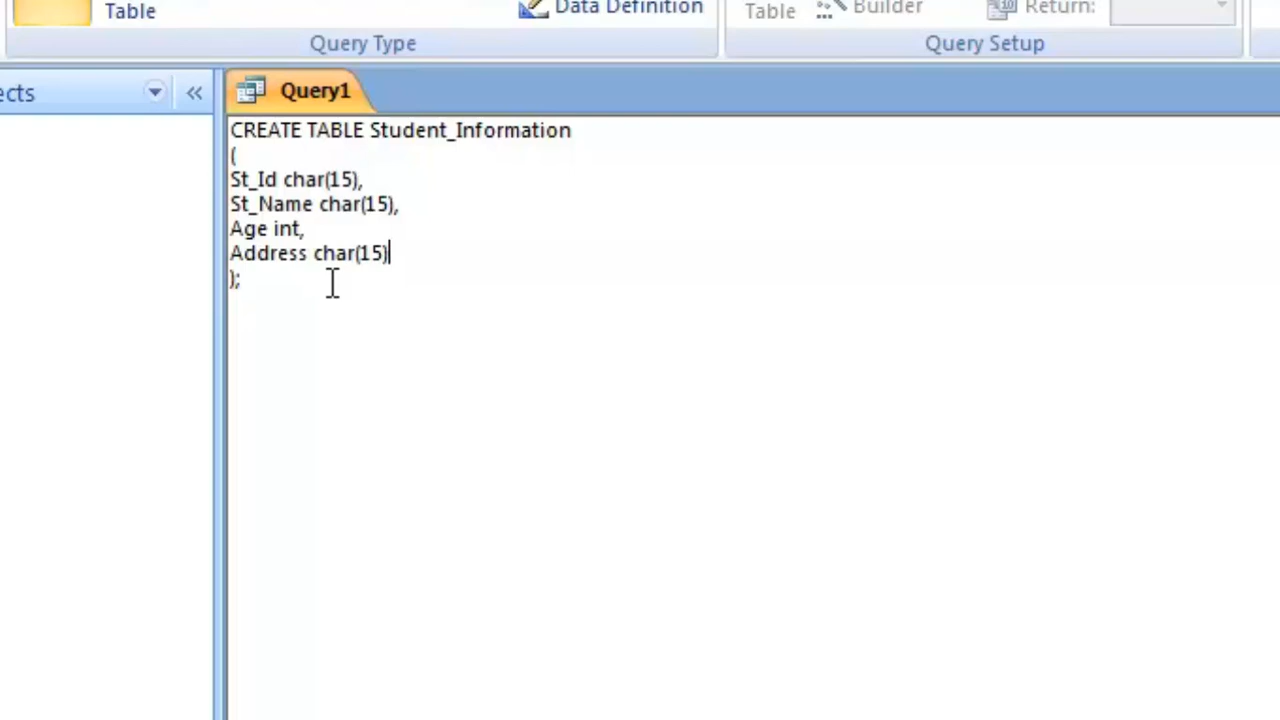 Table
Data Definition
Table
Builder
Return:
Query Type
Query Setup
ects
Query1
CREATE TABLE Student_Information
(
St_Id char(15),
St_Name char(15),
Age int,
Address char(15)
);